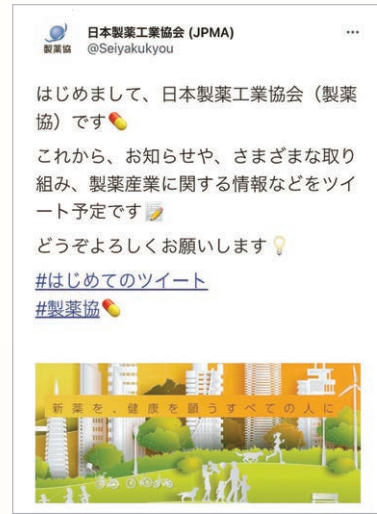 日本製薬工業協会 (JPMA)
製薬協
@Seiyakukyou
はじめまして、日本製薬工業協会（製薬
協）です💊
これから、お知らせや、さまざまな取り
組み、製薬産業に関する情報などをツイ
ート予定です📝
どうぞよろしくお願いします💡
#はじめてのツイート
#製薬協💊
新薬を、健康を願うすべての人に